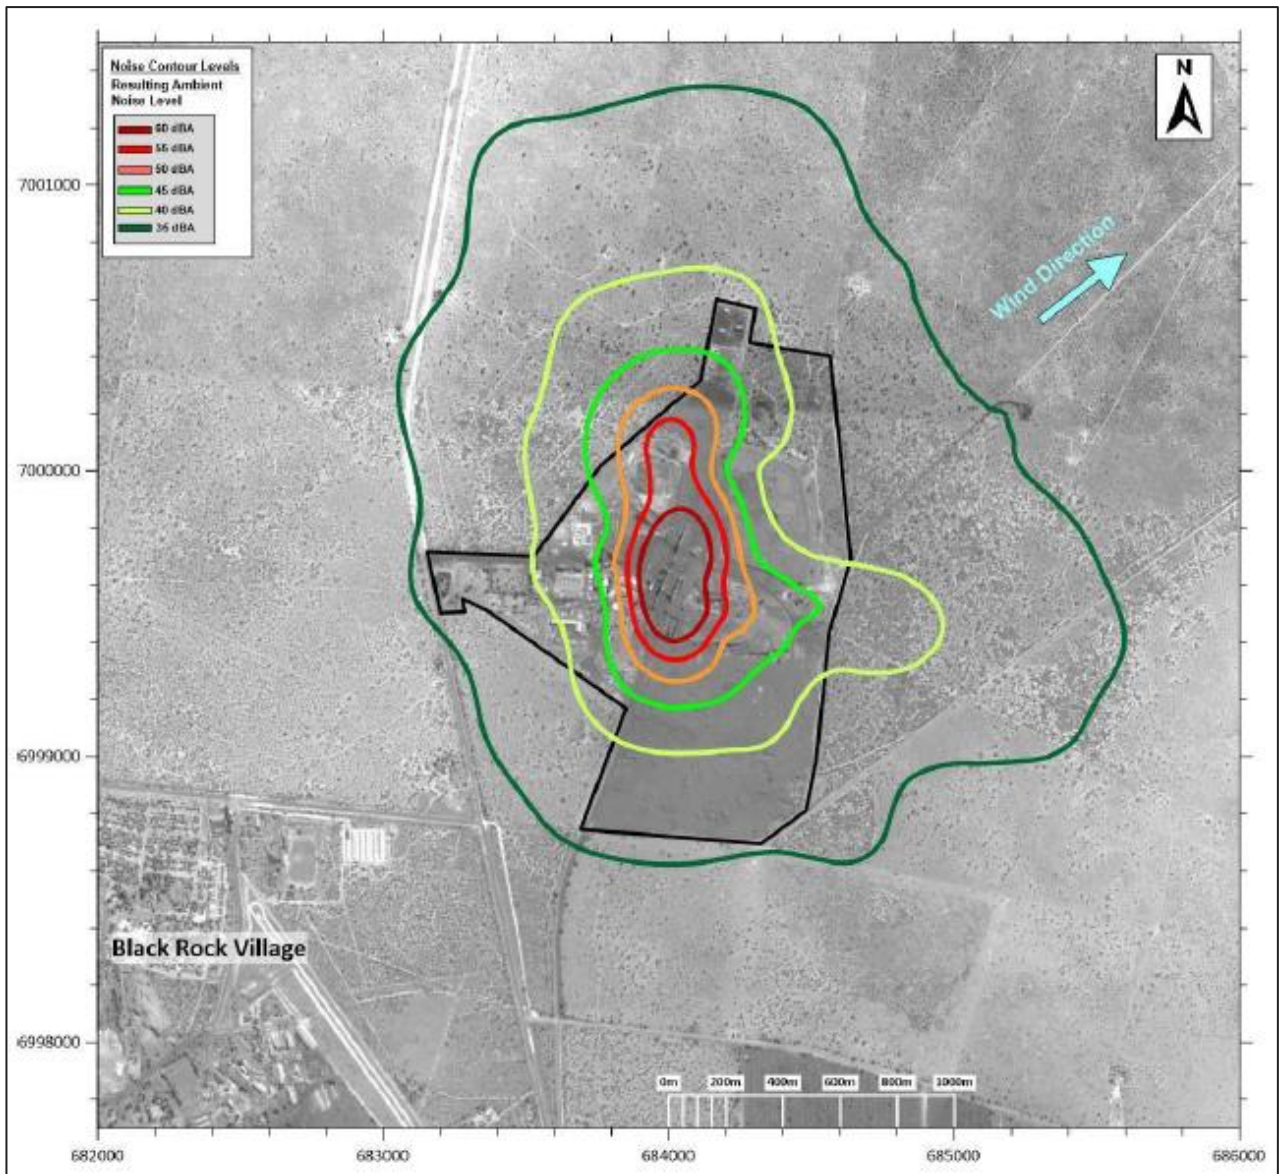 Noise Contour Levels
Resulting Ambient
Noise Level
60 dBA
55 dBA
50 dBA
45 dBA
40 dBA
35 dBA
N
7001000
Wind Direction
7000000
6999000
Black Rock Village
6998000
0m 200m 400m 600m 800m 1000m
682000 683000 684000 685000 686000